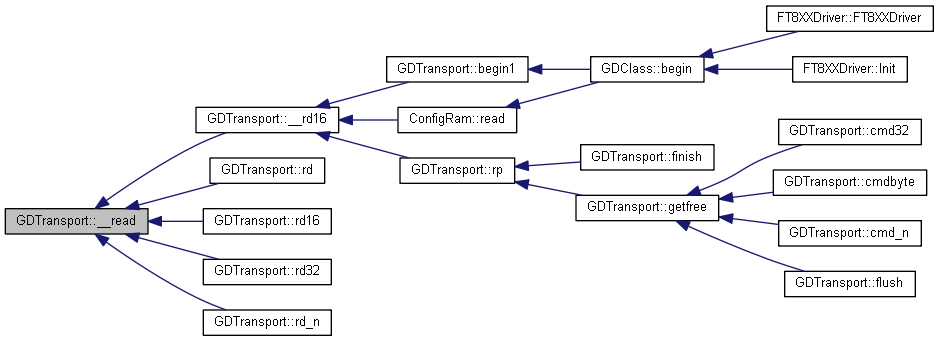 FT8XXDriver::FT8XXDriver
GDTransport::begin1
GDClass::begin
FT8XXDriver::Init
GDTransport::__rd16
ConfigRam::read
GDTransport::cmd32
GDTransport::rd
GDTransport::rp
GDTransport::finish
GDTransport::cmdbyte
GDTransport::__read
GDTransport::rd16
GDTransport::getfree
GDTransport::cmd_n
GDTransport::rd32
GDTransport::flush
GDTransport::rd_n